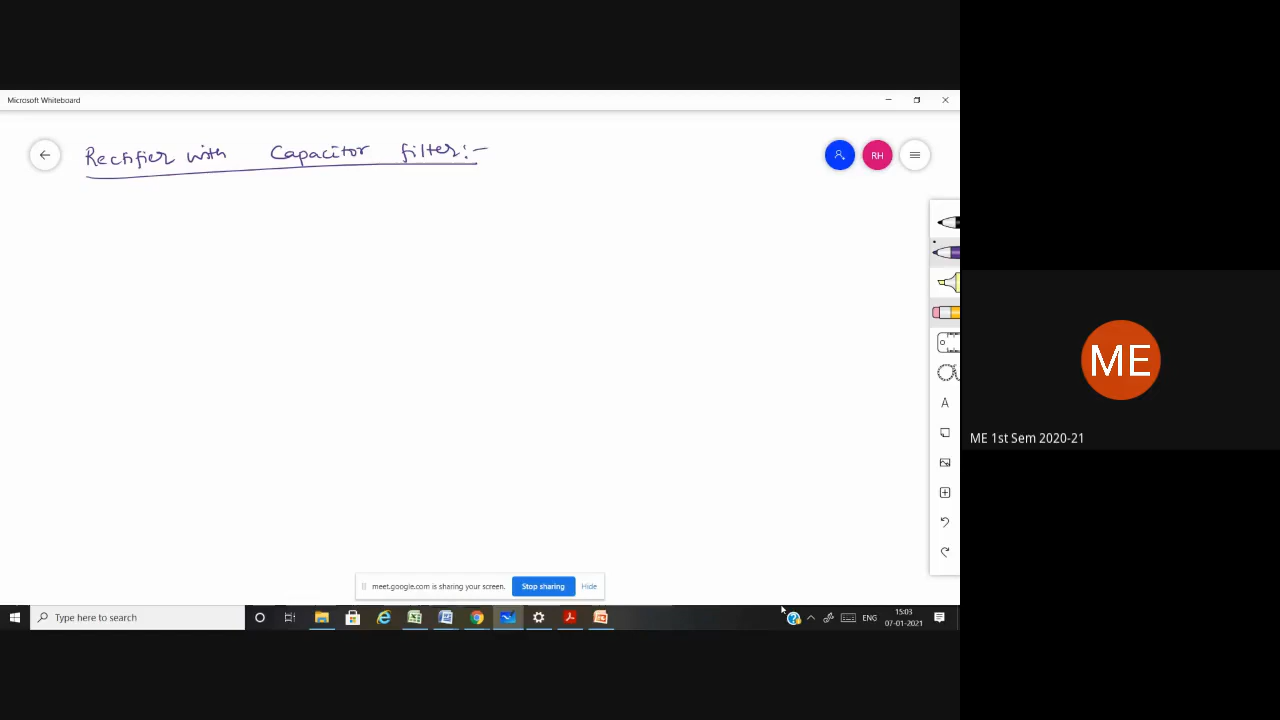 Microsoft Whiteboard
Rectifier with Capacitor filter:-
RH
A
ME
ME 1st Sem 2020-21
meet.google.com is sharing your screen.
Stop sharing
Hide
Type here to search
ENG
15:03
07-01-2021